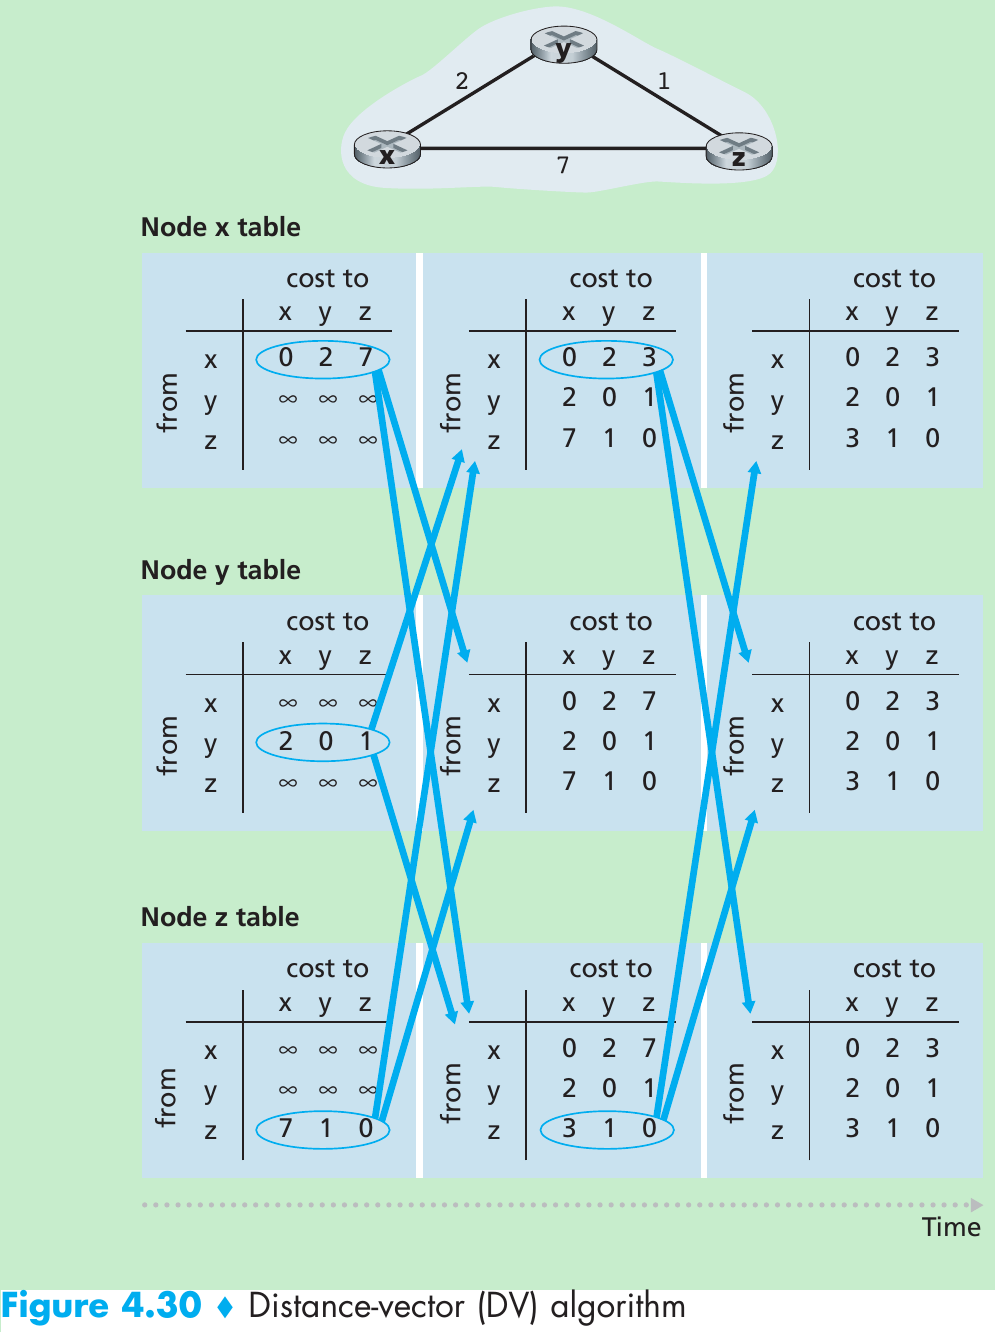 y
2 1
x z
7
Node x table
cost to cost to cost to
x y z x y z x y z
x 0 2 7 x 0 2 3 x 0 2 3
from y ∞ ∞ ∞ from y 2 0 1 from y 2 0 1
z ∞ ∞ ∞ z 7 1 0 z 3 1 0
Node y table
cost to cost to cost to
x y z x y z x y z
x ∞ ∞ ∞ x 0 2 7 x 0 2 3
from y 2 0 1 from y 2 0 1 from y 2 0 1
z ∞ ∞ ∞ z 7 1 0 z 3 1 0
Node z table
cost to cost to cost to
x y z x y z x y z
x ∞ ∞ ∞ x 0 2 7 x 0 2 3
from y ∞ ∞ ∞ from y 2 0 1 from y 2 0 1
z 7 1 0 z 3 1 0 z 3 1 0
Time
Figure 4.30 ♦ Distance-vector (DV) algorithm